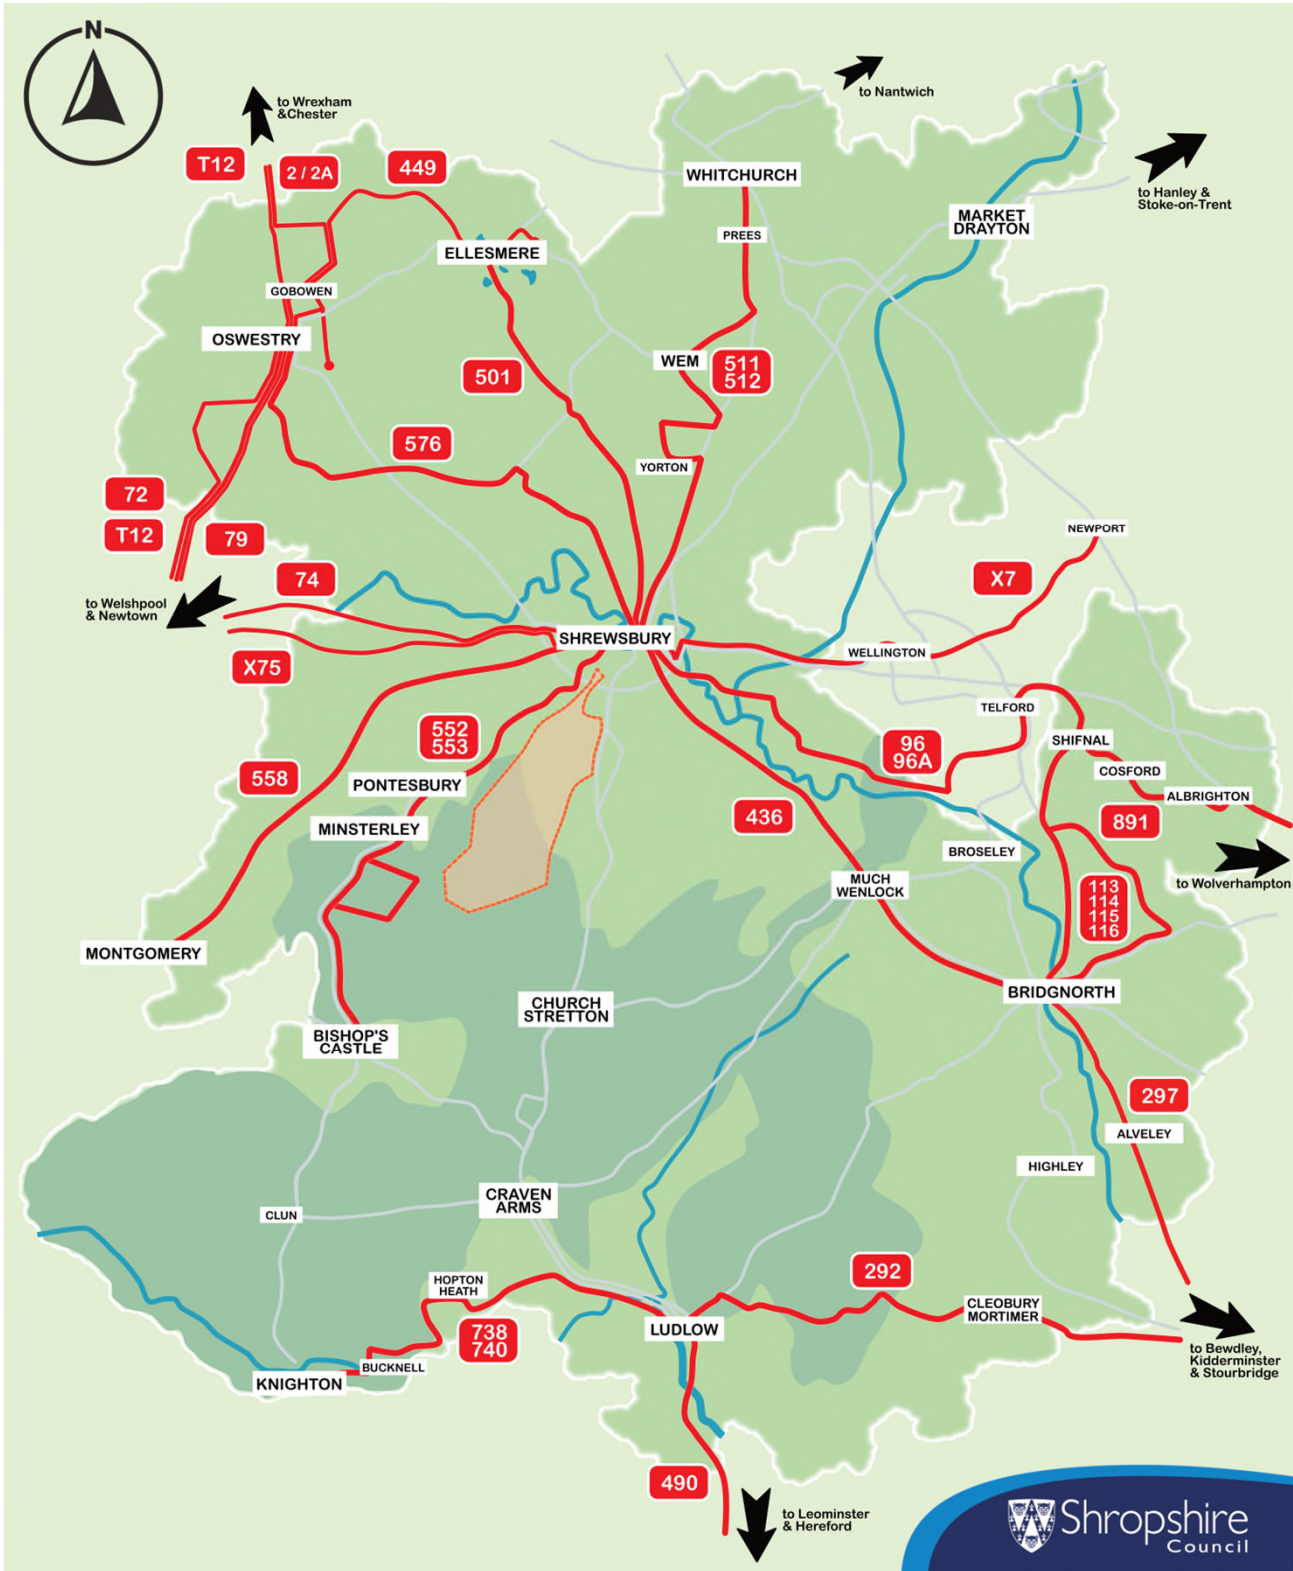 N
to Wrexham
&Chester
to Nantwich
T12
2 / 2A
449
WHITCHURCH
to Hanley &
Stoke-on-Trent
PREES
MARKET
DRAYTON
ELLESMERE
GOBOWEN
OSWESTRY
WEM
511
512
501
576
YORTON
72
T12
79
NEWPORT
74
X7
to Welshpool
& Newtown
SHREWSBURY
WELLINGTON
X75
TELFORD
552
553
96
96A
SHIFNAL
COSFORD
558
PONTESBURY
ALBRIGHTON
436
891
MINSTERLEY
BROSELEY
to Wolverhampton
MUCH
WENLOCK
113
114
115
116
MONTGOMERY
BRIDGNORTH
CHURCH
STRETTON
BISHOP'S
CASTLE
297
ALVELEY
HIGHLEY
CRAVEN
ARMS
CLUN
292
HOPTON
HEATH
CLEOBURY
MORTIMER
738
740
LUDLOW
to Bewdley,
Kidderminster
& Stourbridge
BUCKNELL
KNIGHTON
490
to Leominster
& Hereford
Shropshire
Council